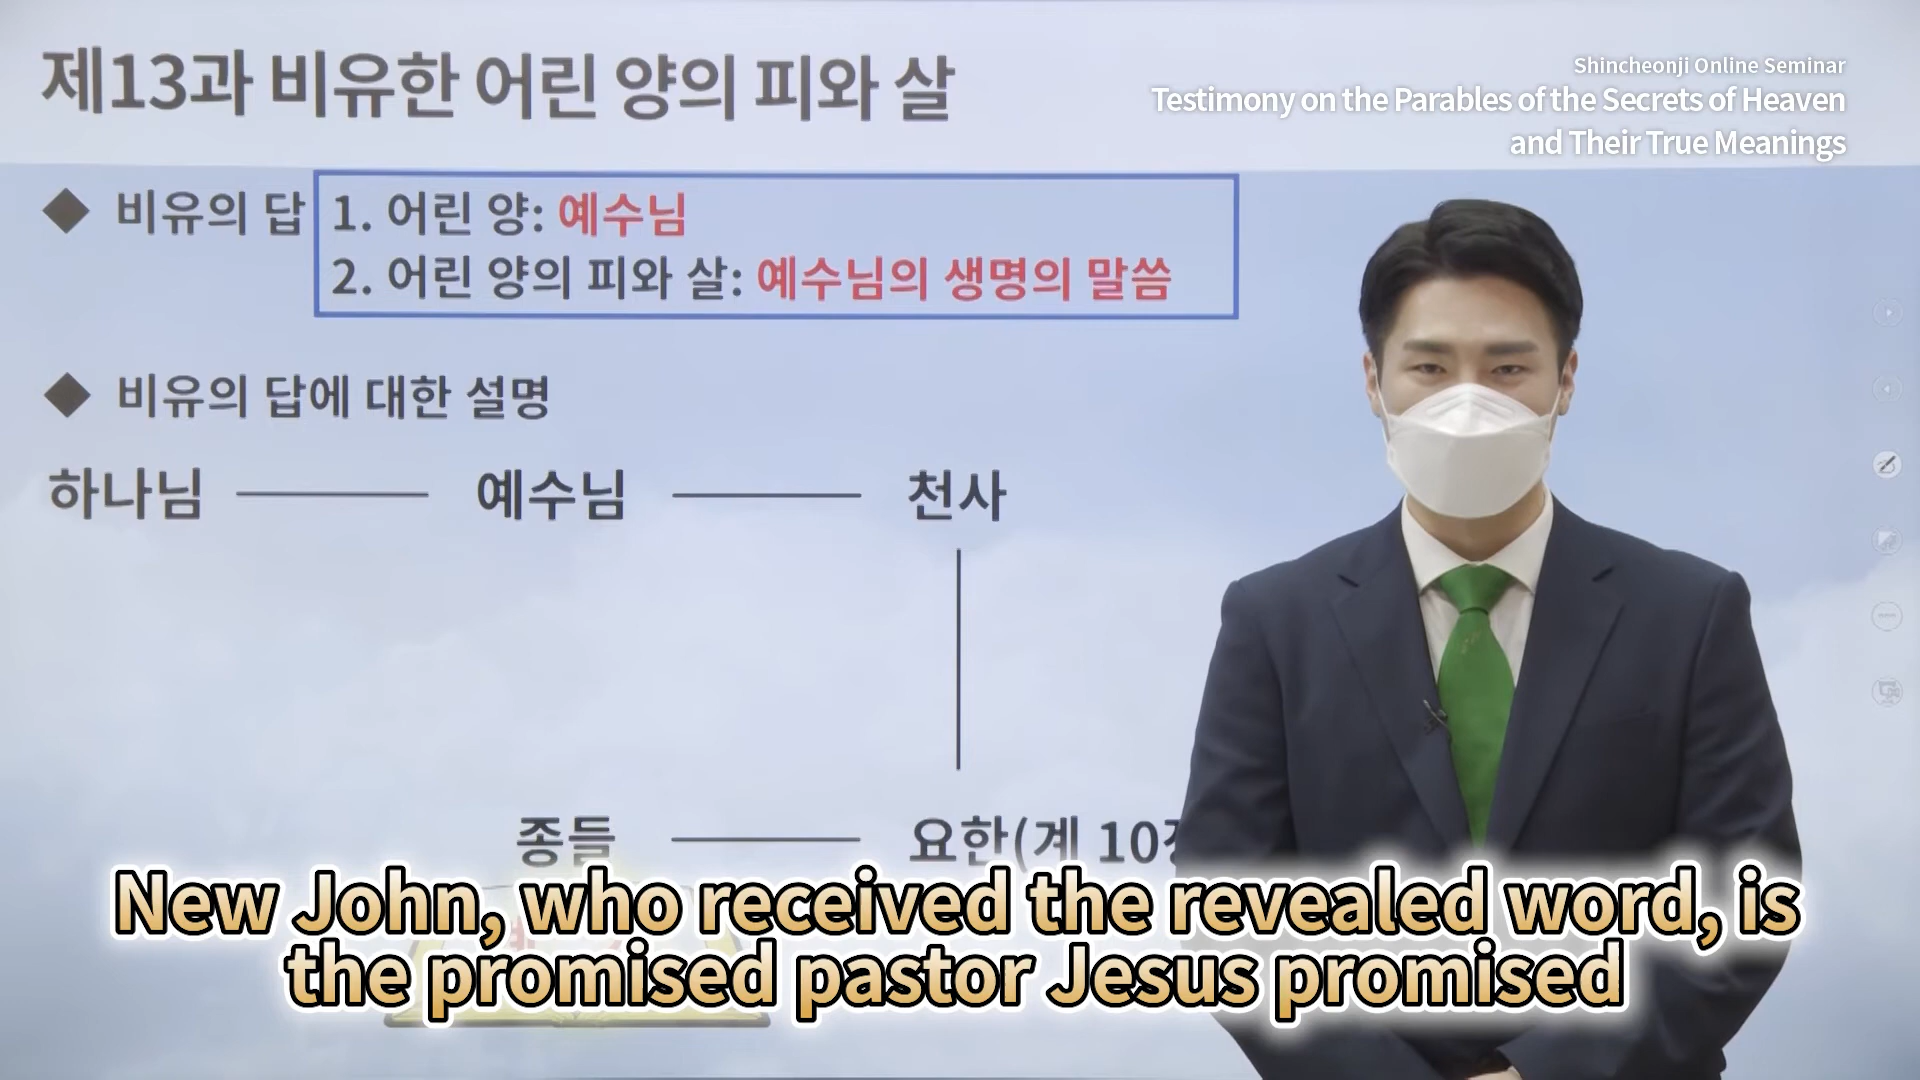 제13과 비유한 어린 양의 피와 살
Shincheonji Online Seminar
Testimony on the Parables of the Secrets of Heaven
and Their True Meanings
◆ 비유의 답
1. 어린 양: 예수님
2. 어린 양의 피와 살: 예수님의 생명의 말씀
◆ 비유의 답에 대한 설명
하나님 예수님 천사
종들 요한(계 10장
New John, who received the revealed word, is
the promised pastor Jesus promised